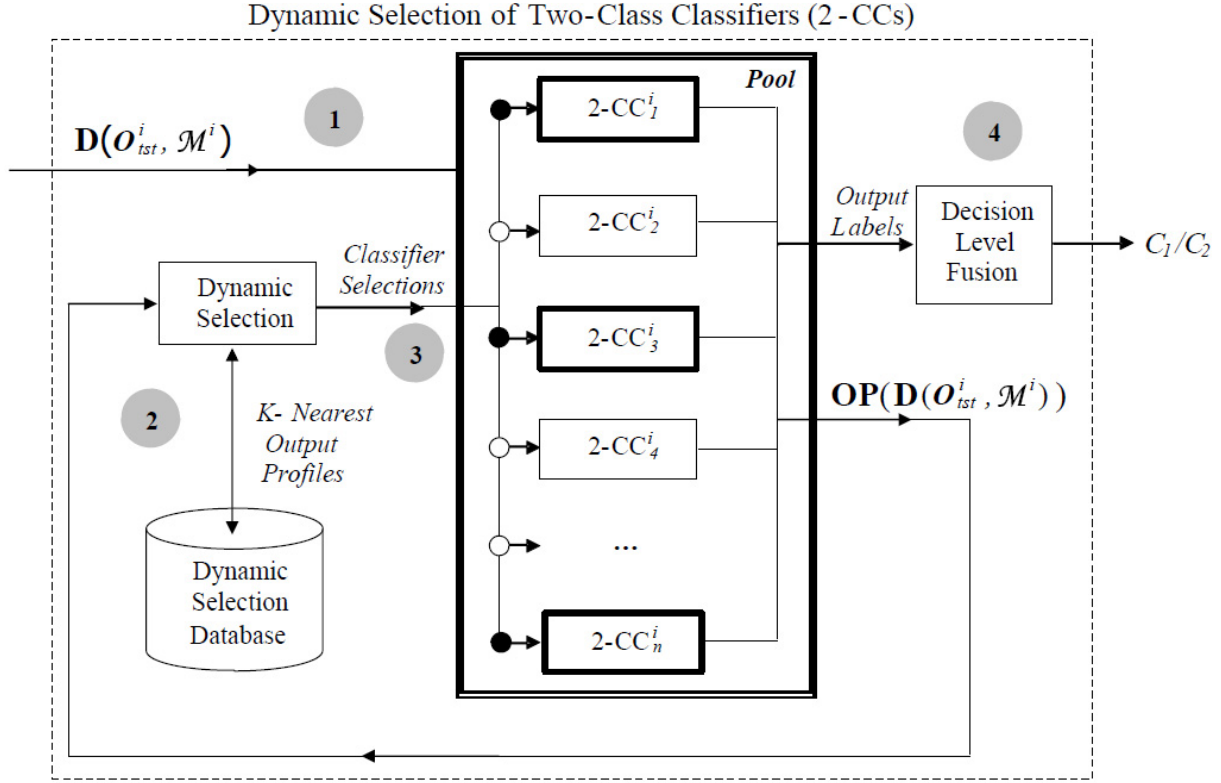 Dynamic Selection of Two-Class Classifiers (2-CCs)
Pool
1
D(O^i_tst, M^i)
2-CC^i_1
4
2-CC^i_2
Output
Labels
Decision
Level
Fusion
C_1/C_2
Classifier
Selections
Dynamic
Selection
3
2-CC^i_3
2
K- Nearest
Output
Profiles
OP(D(O^i_tst, M^i))
2-CC^i_4
...
Dynamic
Selection
Database
2-CC^i_n